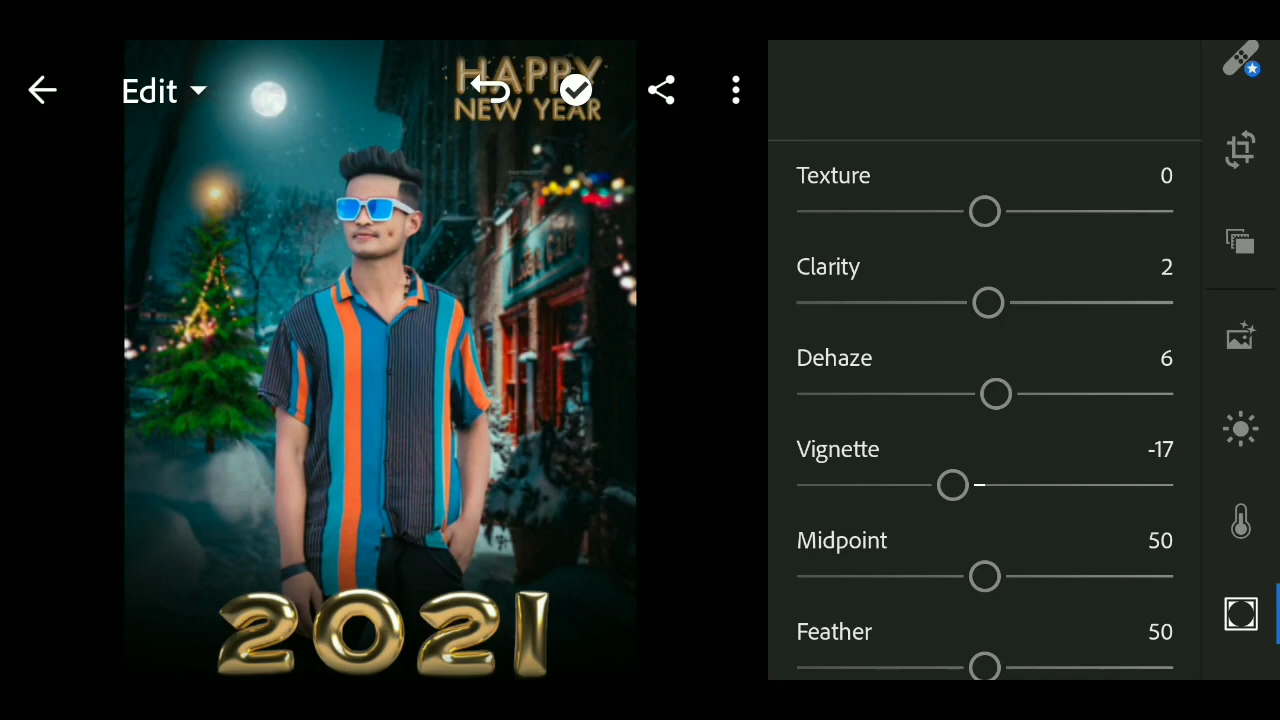 Edit
HAPPY
NEW YEAR
2021
Texture 0
Clarity 2
Dehaze 6
Vignette -17
Midpoint 50
Feather 50